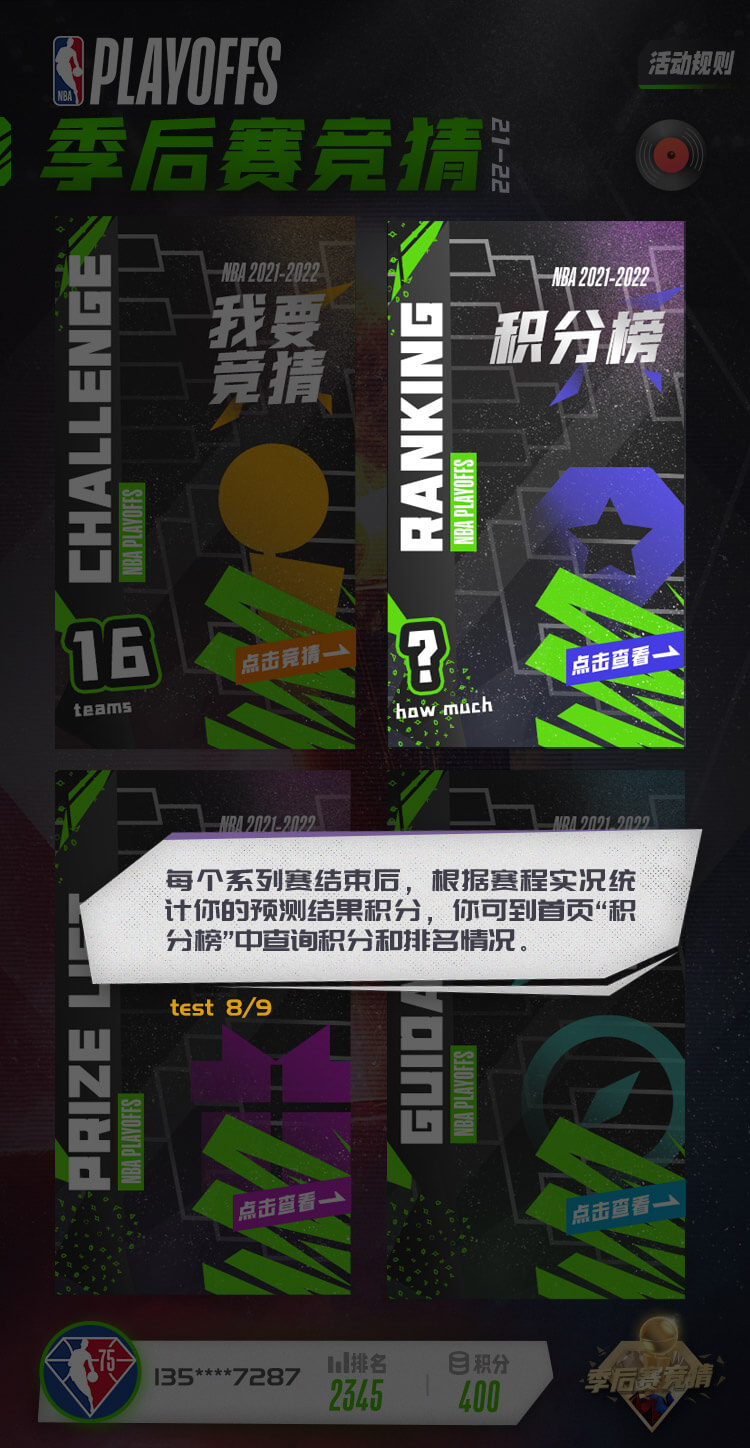 NBA
PLAYOFFS
活动规则
季后赛竞猜
21-22
CHALLENGE
NBA PLAYOFFS
NBA 2021-2022
我要
竞猜
16
teams
点击竞猜
RANKING
NBA PLAYOFFS
NBA 2021-2022
积分榜
?
how much
点击查看
NBA 2021-2022
NBA 2021-2022
每个系列赛结束后，根据赛程实况统
计你的预测结果积分，你可到首页“积
分榜”中查询积分和排名情况。
test 8/9
PRIZE
NBA PLAYOFFS
点击查看
GUIDA
NBA PLAYOFFS
点击查看
75
135****7287
排名
2345
积分
400
季后赛竞猜